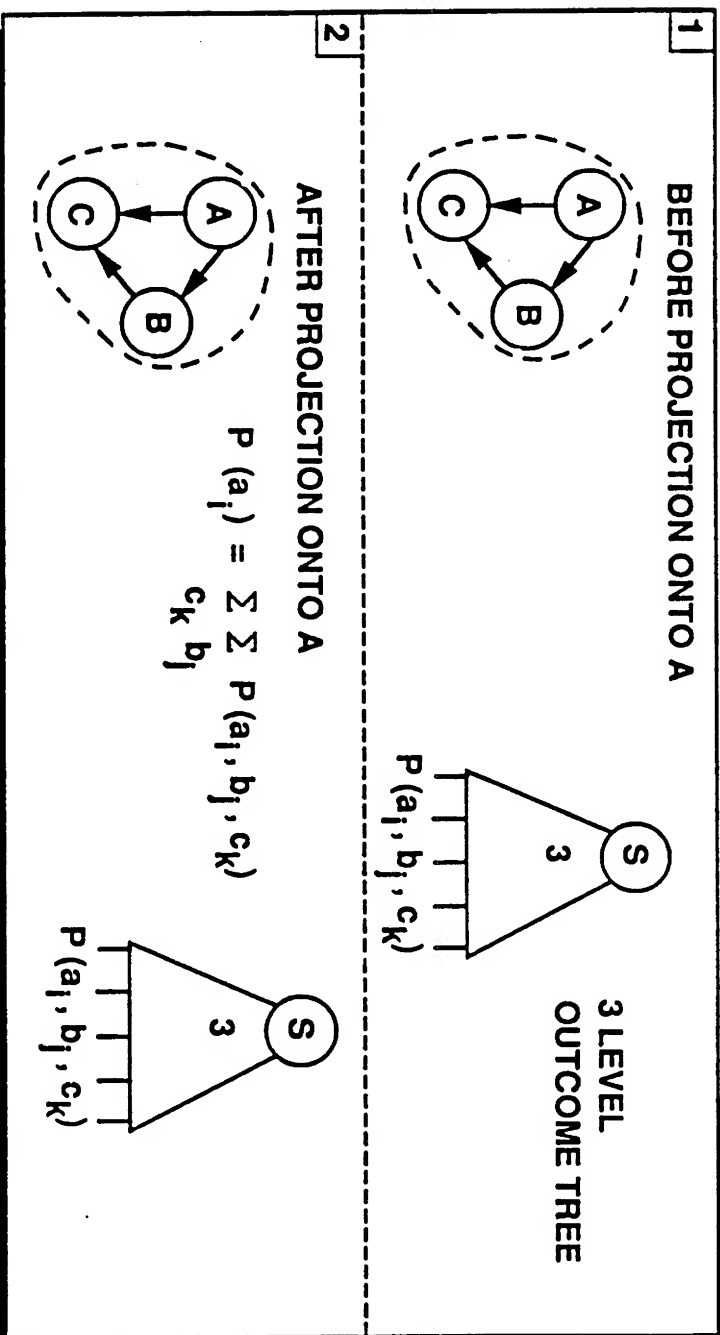 1
BEFORE PROJECTION ONTO A
A
B
C
S
3
P (a_i, b_j, c_k)
3 LEVEL
OUTCOME TREE
2
AFTER PROJECTION ONTO A
A
B
C
P (a_i) = Σ Σ P (a_i, b_j, c_k)
c_k b_j
S
3
P (a_i, b_j, c_k)